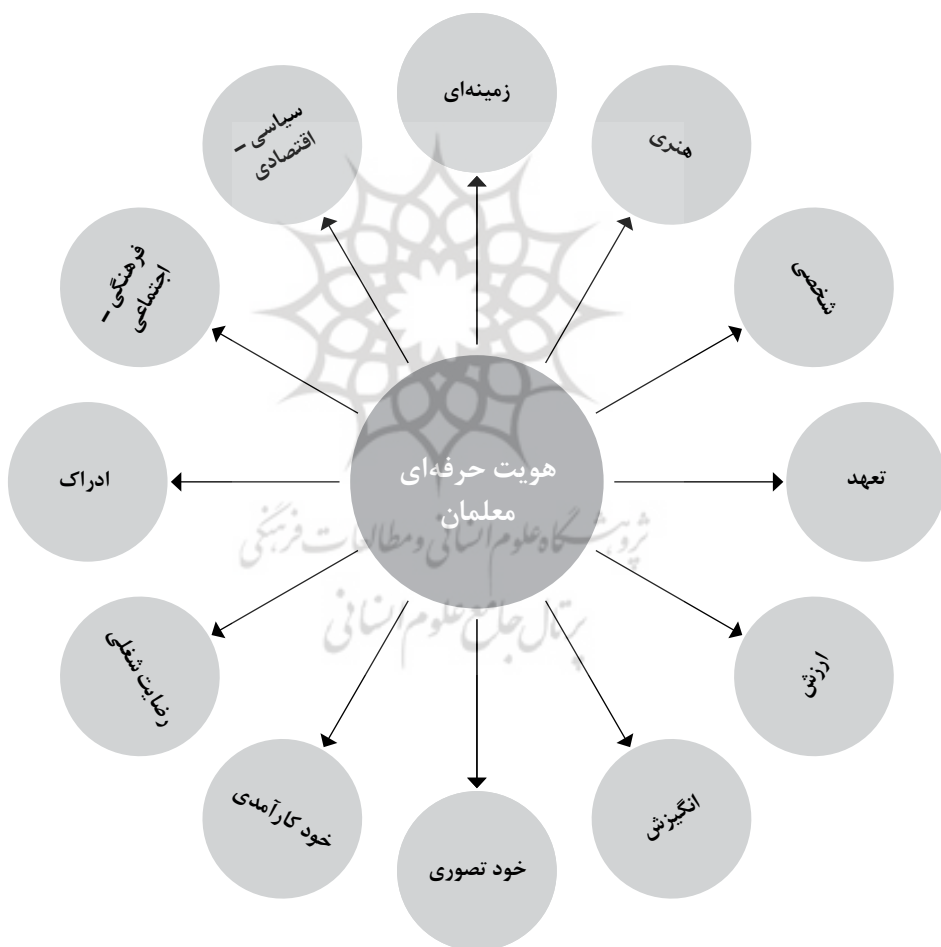 زمینه‌ای
هنری
شخصی
تعهد
ارزش
انگیزش
خود تصوری
خود کارآمدی
رضایت شغلی
ادراک
فرهنگی –
اجتماعی
سیاسی –
اقتصادی
هویت حرفه‌ای
معلمان
پژوهشگاه علوم انسانی و مطالعات فرهنگی
پرتال جامع علوم انسانی